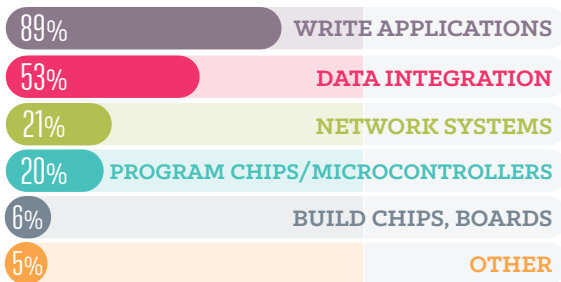 89% WRITE APPLICATIONS
53% DATA INTEGRATION
21% NETWORK SYSTEMS
20% PROGRAM CHIPS/MICROCONTROLLERS
6% BUILD CHIPS, BOARDS
5% OTHER